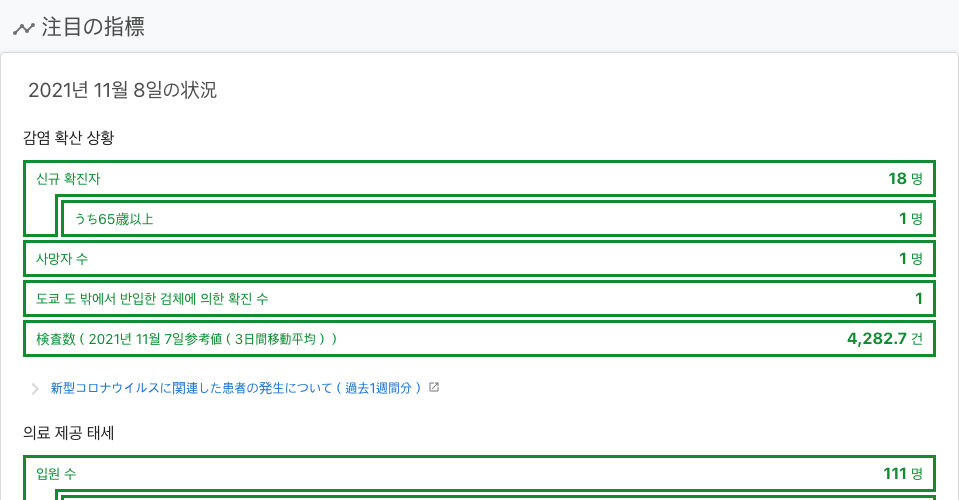 注目の指標
2021년 11월 8일の状況
감염 확산 상황
신규 확진자 18 명
うち65歳以上 1 명
사망자 수 1 명
도쿄 도 밖에서 반입한 검체에 의한 확진 수 1
検査数 ( 2021년 11월 7일参考値 ( 3日間移動平均 ) ) 4,282.7 건
新型コロナウイルスに関連した患者の発生について ( 過去1週間分 )
의료 제공 태세
입원 수 111 명